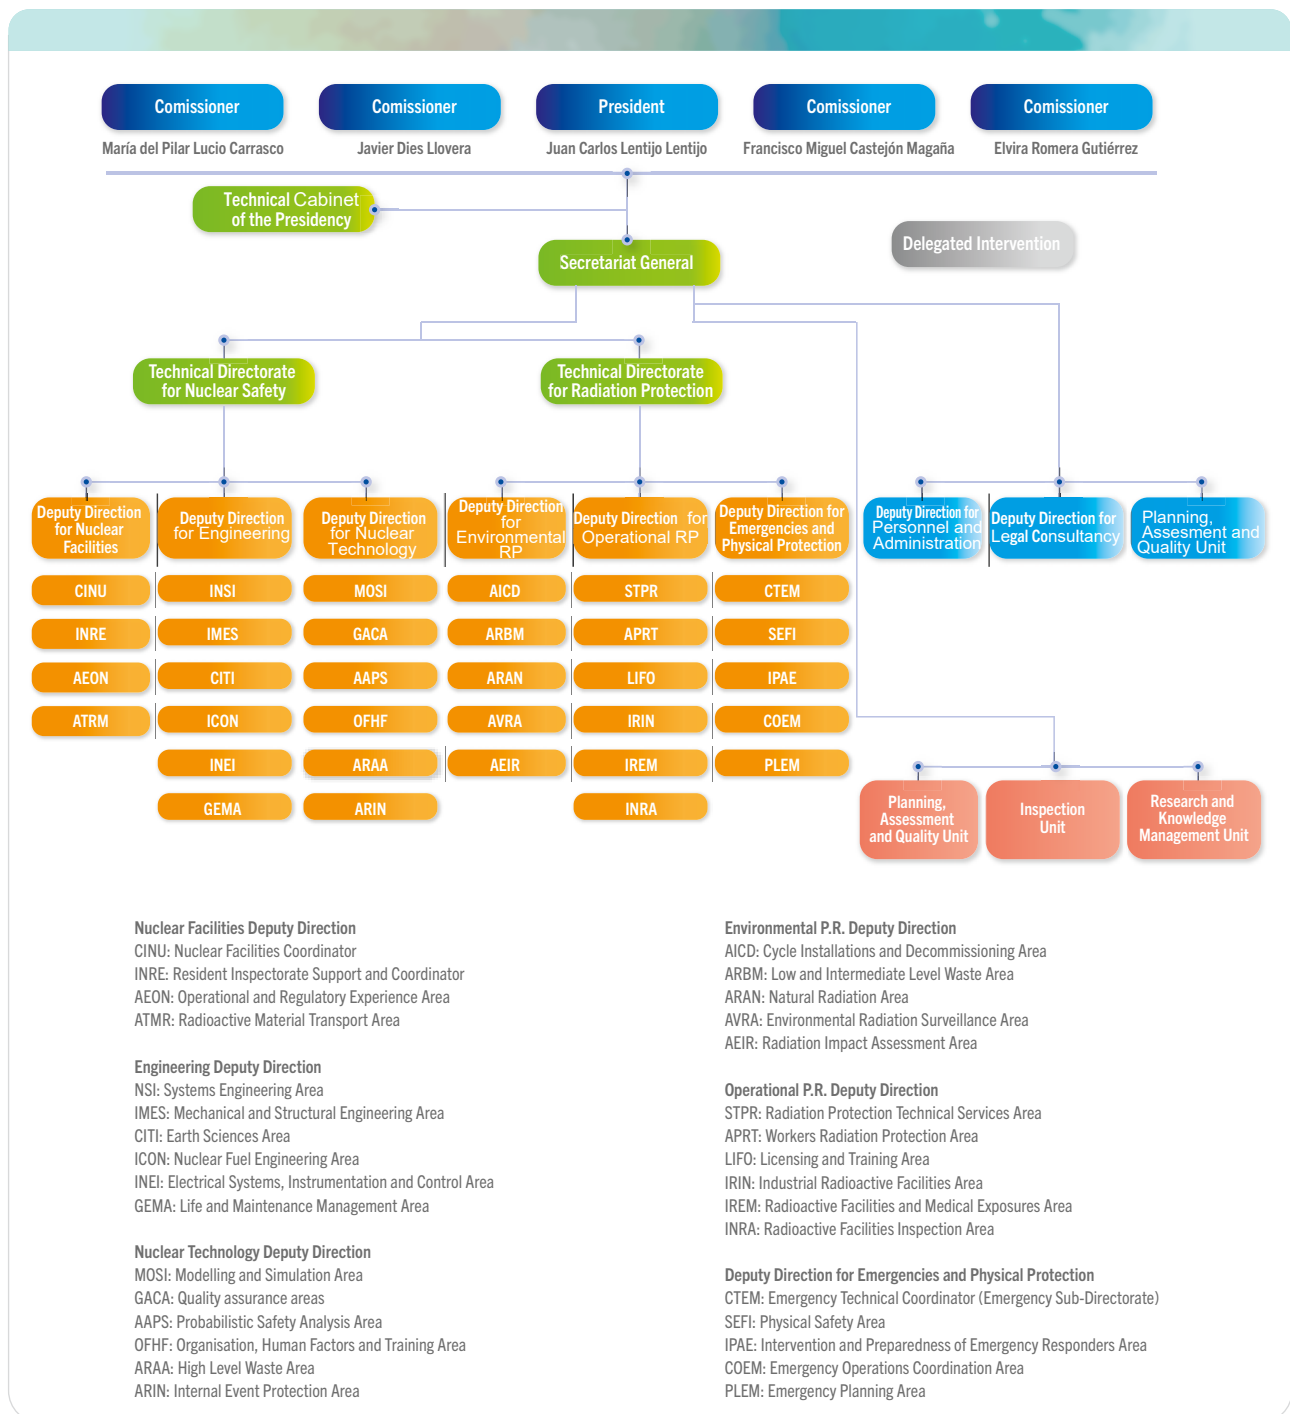 Comissioner
Comissioner
President
Comissioner
Comissioner
María del Pilar Lucio Carrasco
Javier Dies Llovera
Juan Carlos Lentijo Lentijo
Francisco Miguel Castejón Magaña
Elvira Romera Gutiérrez
Technical Cabinet
of the Presidency
Delegated Intervention
Secretariat General
Technical Directorate
for Nuclear Safety
Technical Directorate
for Radiation Protection
Deputy Direction
for Nuclear
Facilities
Deputy Direction
for Engineering
Deputy Direction
for Nuclear
Technology
Deputy Direction
for
Environmental
RP
Deputy Direction for
Operational RP
Deputy Direction for
Emergencies and
Physical Protection
Deputy Direction for
Personnel and
Administration
Deputy Direction for
Legal Consultancy
Planning,
Assesment and
Quality Unit
CINU
INSI
MOSI
AICD
STPR
CTEM
INRE
IMES
GACA
ARBM
APRT
SEFI
AEON
CITI
AAPS
ARAN
LIFO
IPAE
ATRM
ICON
OFHF
AVRA
IRIN
COEM
INEI
ARAA
AEIR
IREM
PLEM
GEMA
ARIN
INRA
Planning,
Assessment
and Quality Unit
Inspection
Unit
Research and
Knowledge
Management Unit
Nuclear Facilities Deputy Direction
CINU: Nuclear Facilities Coordinator
INRE: Resident Inspectorate Support and Coordinator
AEON: Operational and Regulatory Experience Area
ATMR: Radioactive Material Transport Area
Engineering Deputy Direction
NSI: Systems Engineering Area
IMES: Mechanical and Structural Engineering Area
CITI: Earth Sciences Area
ICON: Nuclear Fuel Engineering Area
INEI: Electrical Systems, Instrumentation and Control Area
GEMA: Life and Maintenance Management Area
Nuclear Technology Deputy Direction
MOSI: Modelling and Simulation Area
GACA: Quality assurance areas
AAPS: Probabilistic Safety Analysis Area
OFHF: Organisation, Human Factors and Training Area
ARAA: High Level Waste Area
ARIN: Internal Event Protection Area
Environmental P.R. Deputy Direction
AICD: Cycle Installations and Decommissioning Area
ARBM: Low and Intermediate Level Waste Area
ARAN: Natural Radiation Area
AVRA: Environmental Radiation Surveillance Area
AEIR: Radiation Impact Assessment Area
Operational P.R. Deputy Direction
STPR: Radiation Protection Technical Services Area
APRT: Workers Radiation Protection Area
LIFO: Licensing and Training Area
IRIN: Industrial Radioactive Facilities Area
IREM: Radioactive Facilities and Medical Exposures Area
INRA: Radioactive Facilities Inspection Area
Deputy Direction for Emergencies and Physical Protection
CTEM: Emergency Technical Coordinator (Emergency Sub-Directorate)
SEFI: Physical Safety Area
IPAE: Intervention and Preparedness of Emergency Responders Area
COEM: Emergency Operations Coordination Area
PLEM: Emergency Planning Area